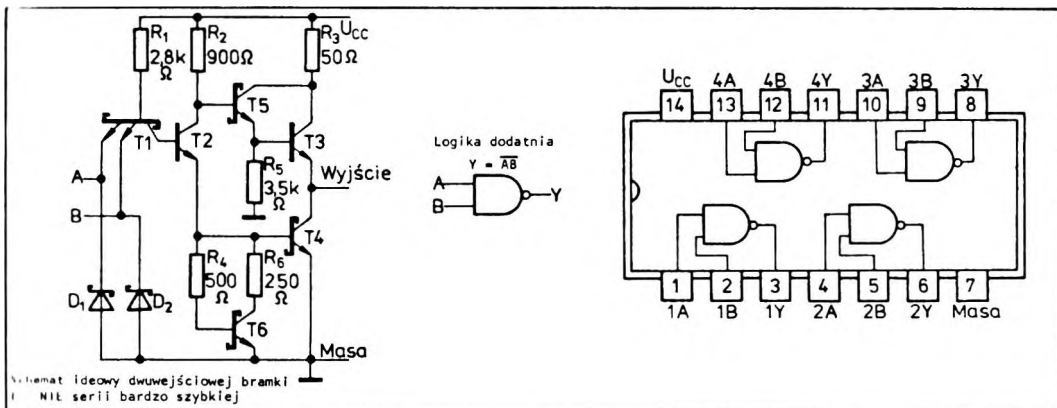 UCC
R1
2,8k
Ω
R2
900Ω
R3
50Ω
T5
T1
T2
T3
A
B
R5
3,5k
Ω
Wyjście
T4
R4
500
Ω
R6
250
Ω
D1
D2
T6
Masa
ideowy dwuwejściowej bramki
NIE serii bardzo szybkiej
Logika dodatnia
Y = AB
A
B
Y
UCC 4A 4B 4Y 3A 3B 3Y
14 13 12 11 10 9 8
1 2 3 4 5 6 7
1A 1B 1Y 2A 2B 2Y Masa